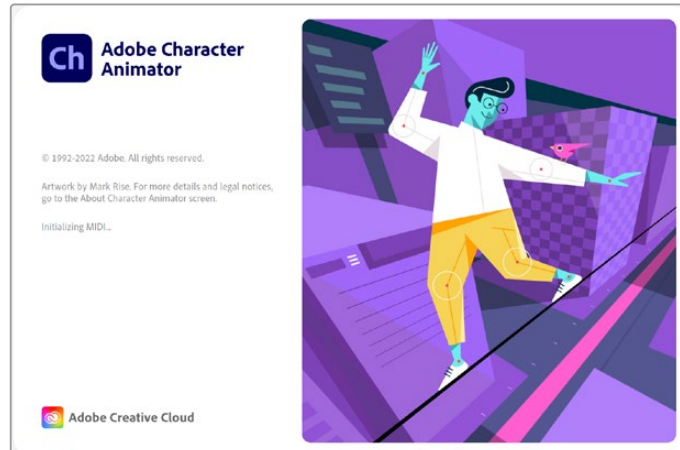 Ch
Adobe Character
Animator
© 1992-2022 Adobe. All rights reserved.
Artwork by Mark Rise. For more details and legal notices,
go to the About Character Animator screen.
Initializing MIDI...
Adobe Creative Cloud